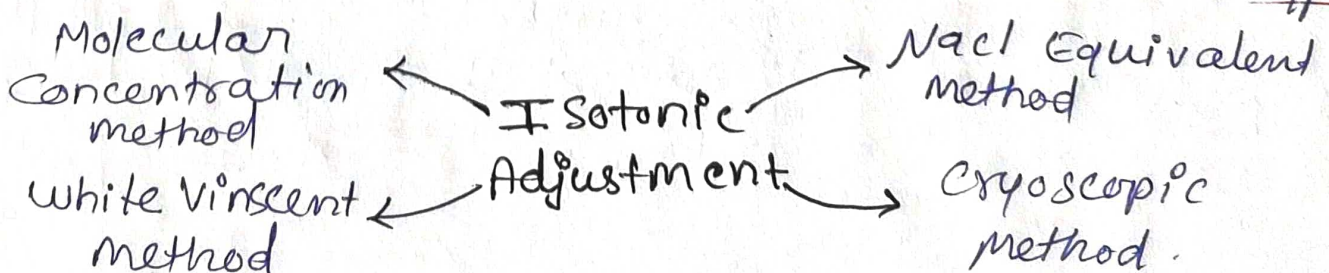 Molecular
Concentration
method
Isotonic
Adjustment
Nacl Equivalent
Method
White Vinscent
Method
Cryoscopic
Method.